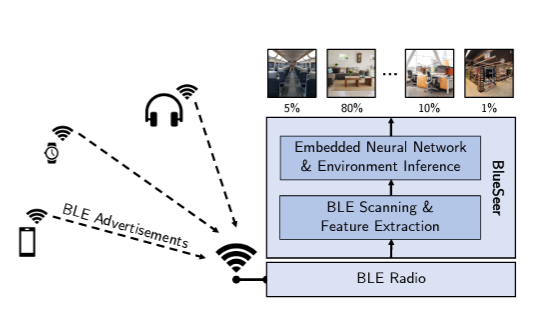 5%
80%
...
10%
1%
Embedded Neural Network
& Environment Inference
BlueSeer
BLE Scanning &
Feature Extraction
BLE Advertisements
BLE Radio